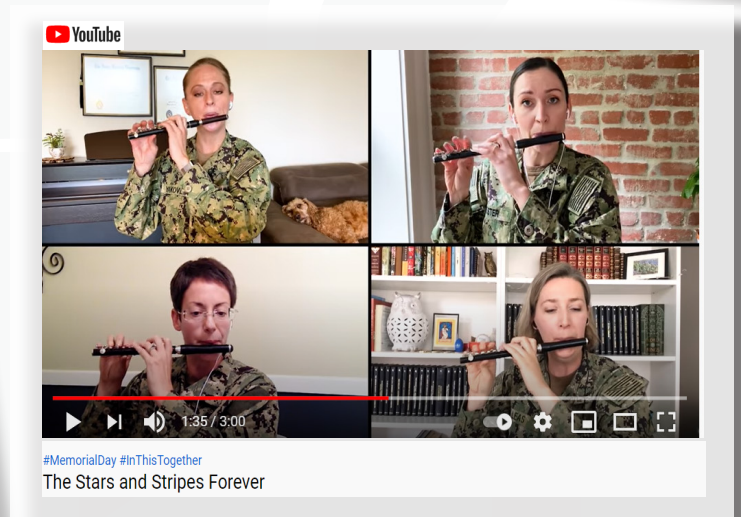 YouTube
1:35 / 3:00
#MemorialDay #InThisTogether
The Stars and Stripes Forever